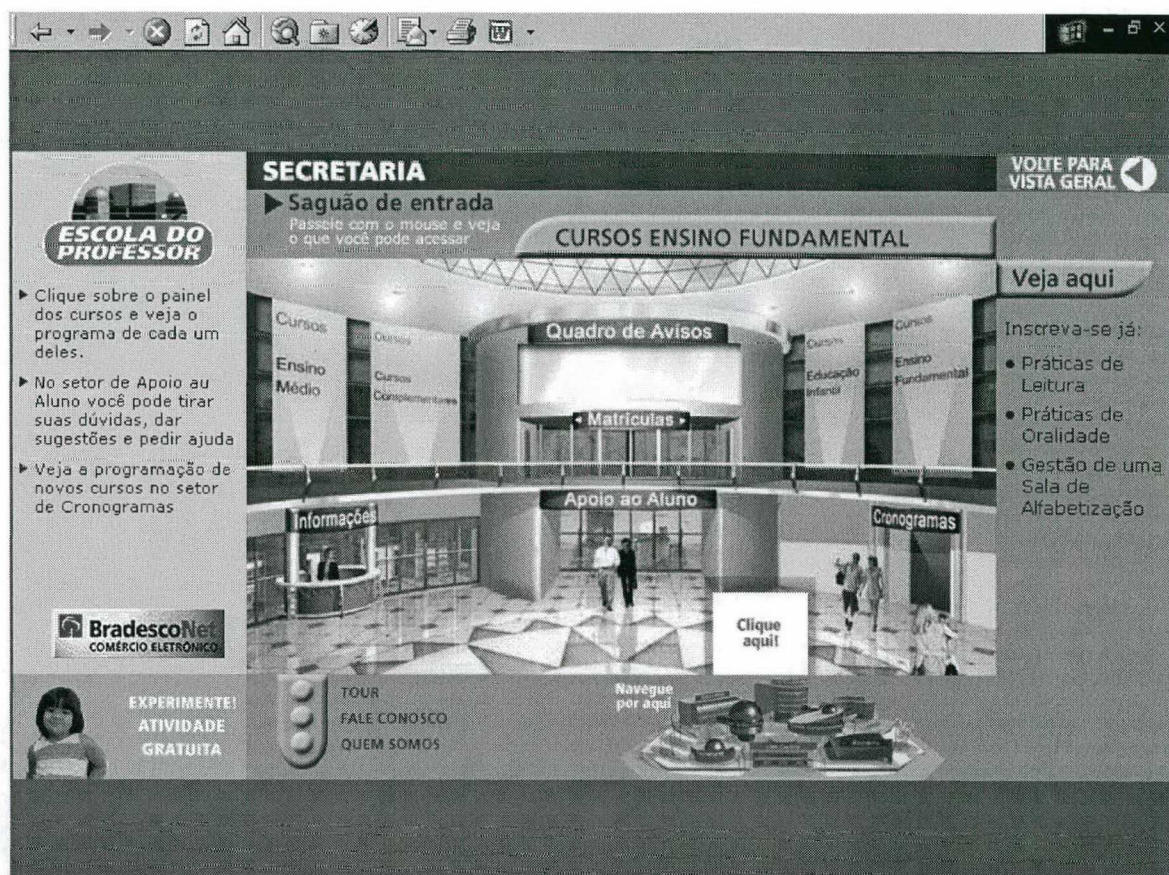 SECRETARIA
VOLTE PARA
VISTA GERAL
Saguão de entrada
Passeie com o mouse e veja
o que você pode acessar
CURSOS ENSINO FUNDAMENTAL
ESCOLA DO
PROFESSOR
Clique sobre o painel
dos cursos e veja o
programa de cada um
deles.
No setor de Apoio au
Aluno você pode tirar
suas dúvidas, dar
sugestões e pedir ajuda
Veja a programação de
novos cursos no setor
de Cronogramas
BradescoNet
COMÉRCIO ELETRÔNICO
EXPERIMENTE!
ATIVIDADE
GRATUITA
Cursos
Ensino
Médio
Cursos
Cursos
Complementares
Quadro de Avisos
Matrículas
Cursos
Educação
Infantil
Cursos
Ensino
Fundamental
Informações
Apoio ao Aluno
Cronogramas
Clique
aqui!
Veja aqui
Inscreva-se já:
Práticas de
Leitura
Práticas de
Oralidade
Gestão de uma
Sala de
Alfabetização
TOUR
FALE CONOSCO
QUEM SOMOS
Navegue
por aqui